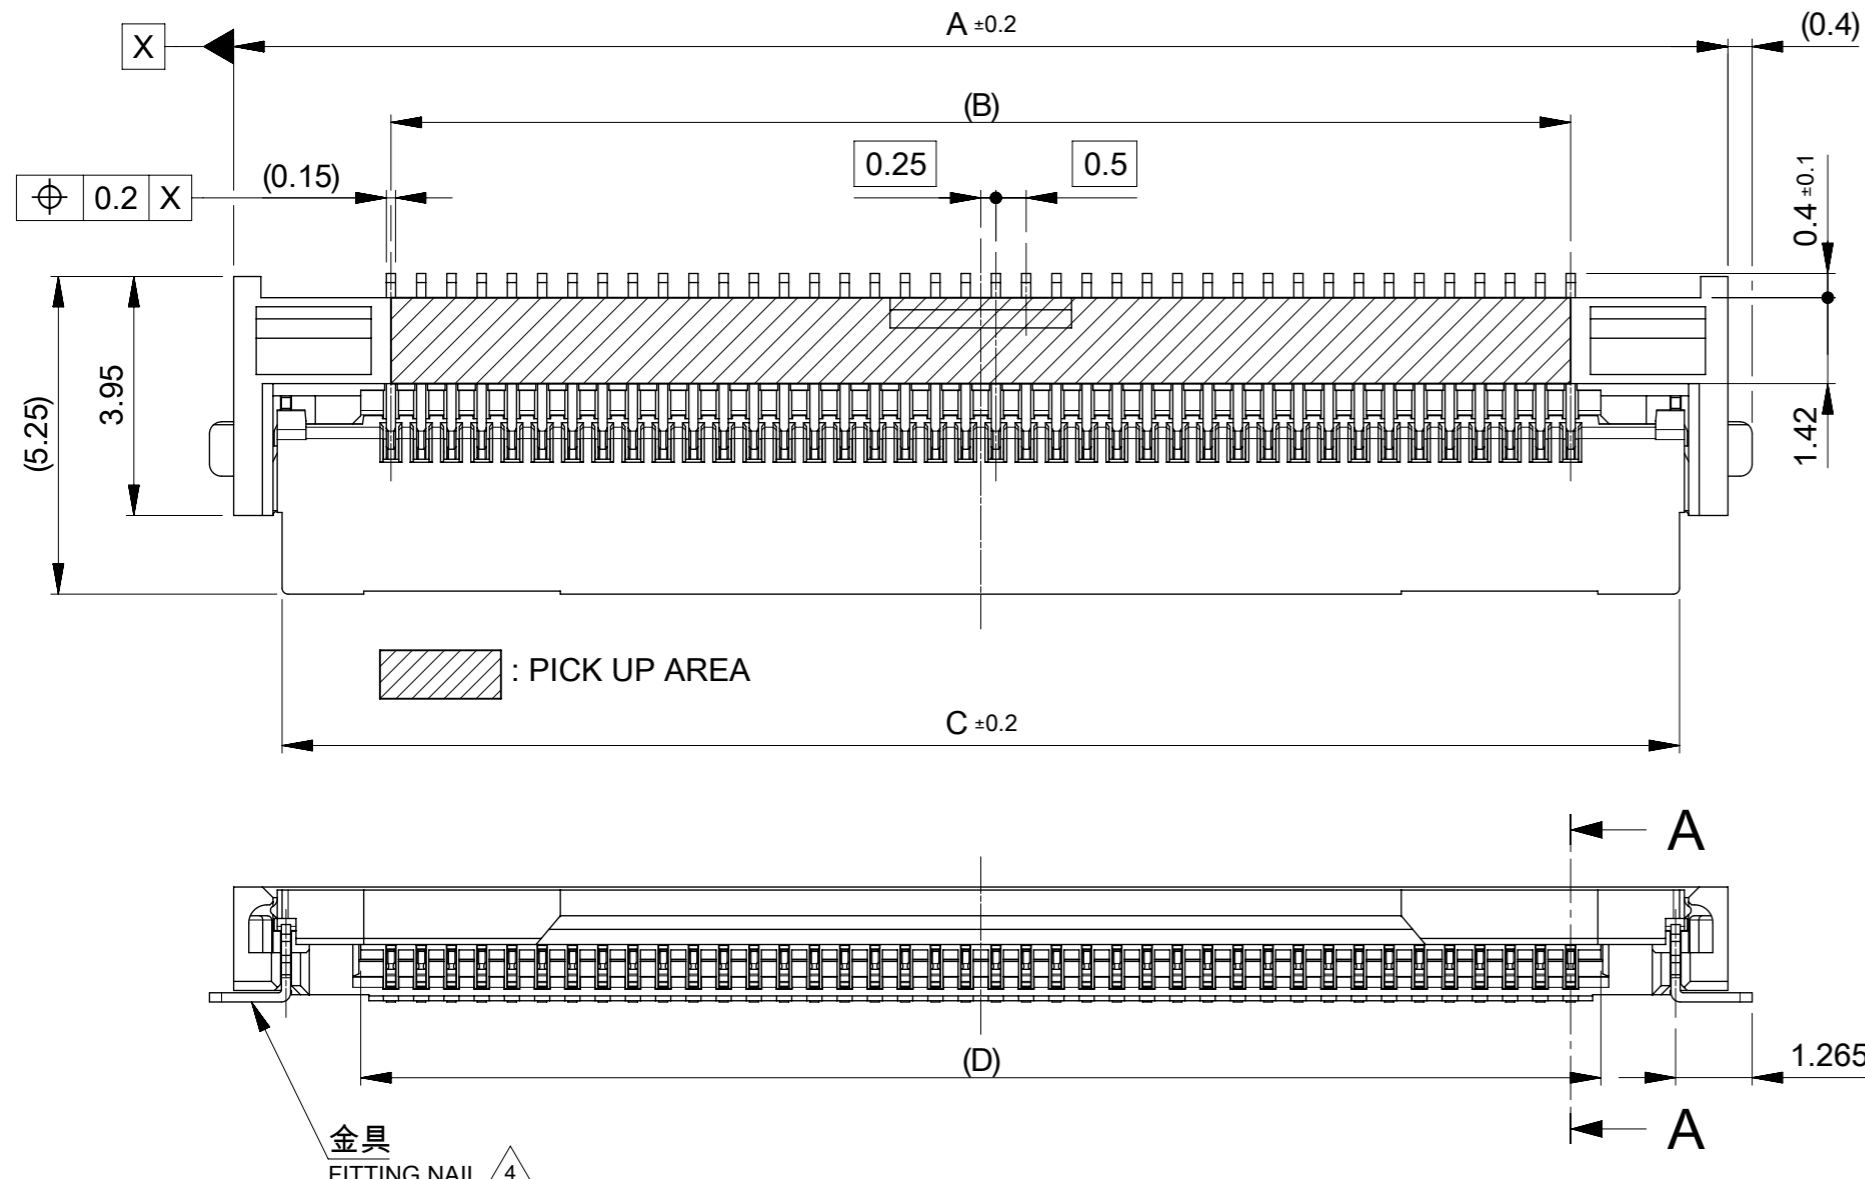 A ±0.2
(0.4)
X
(B)
0.25
0.5
(0.15)
⌖ 0.2 X
0.4 ±0.1
3.95
(5.25)
1.42
: PICK UP AREA
C ±0.2
A
(D)
1.265
A
金具
FITTING NAIL 4